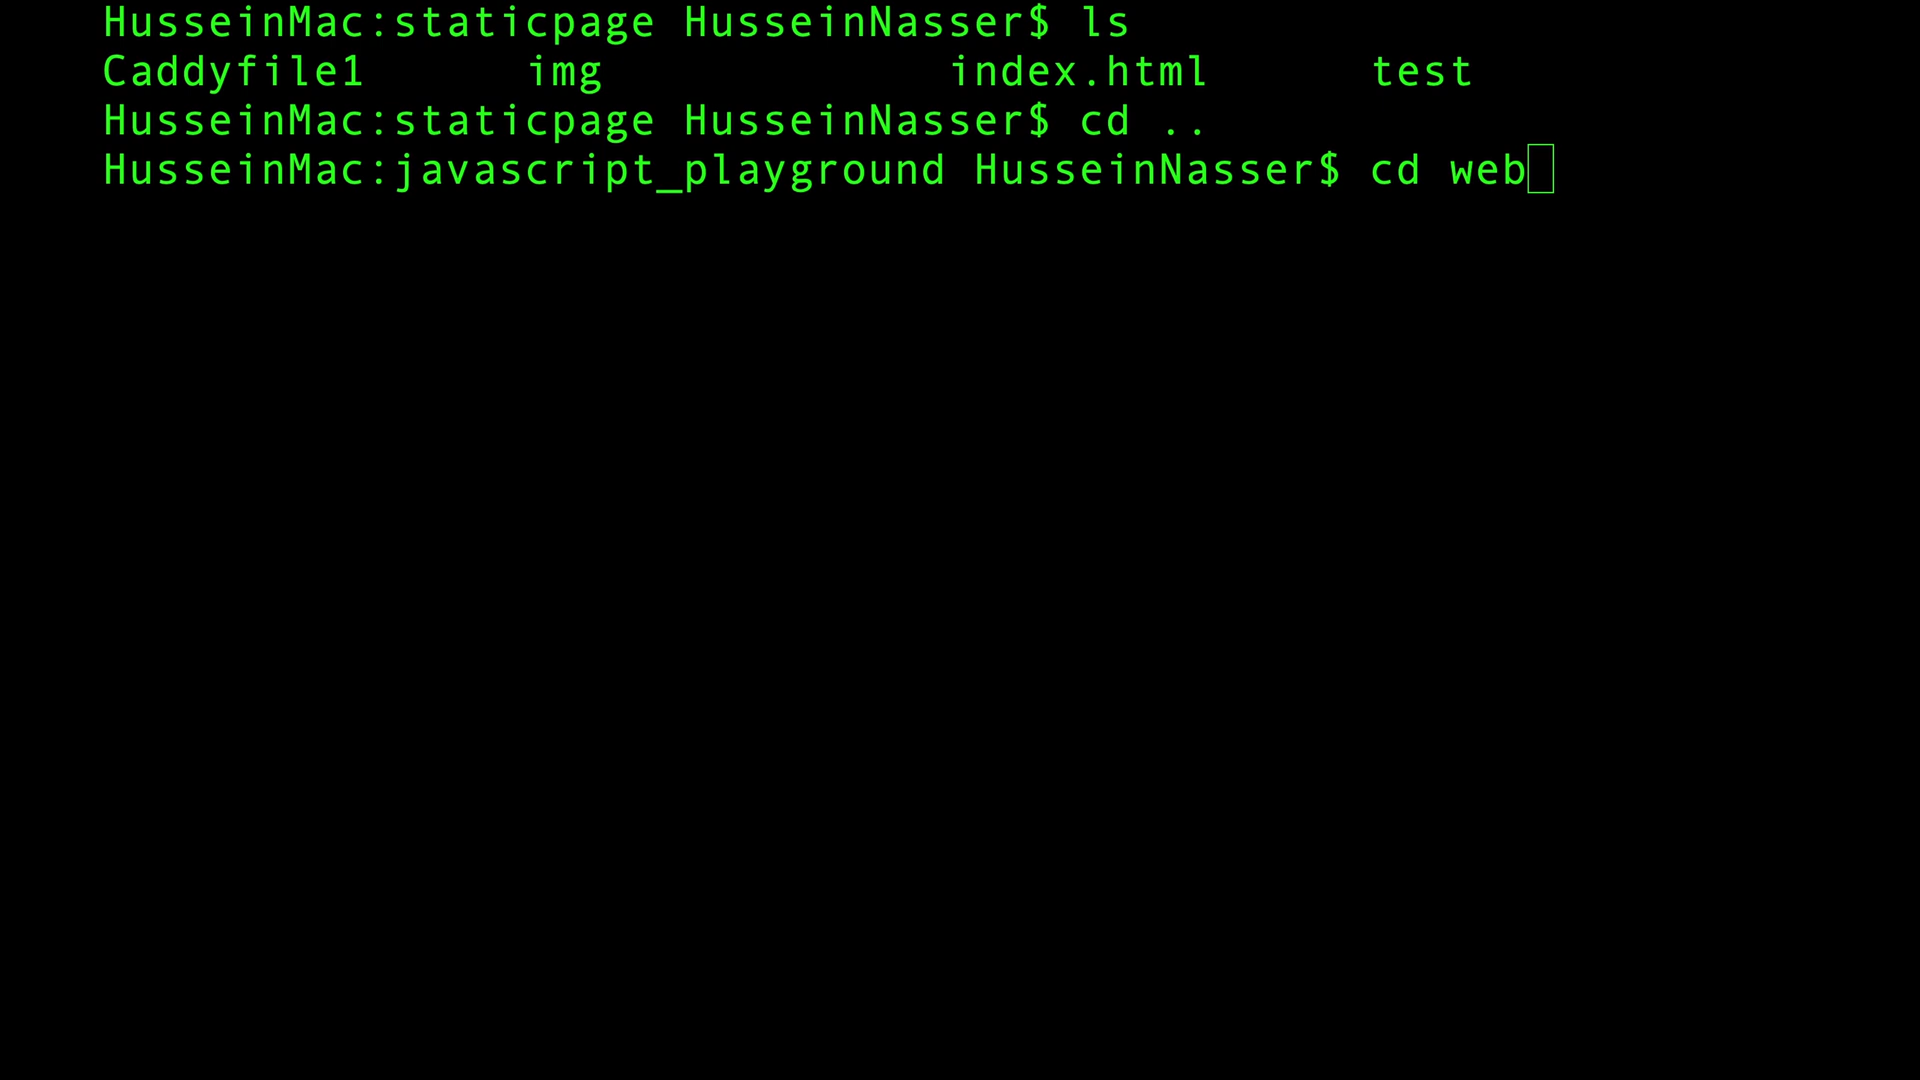 HusseinMac:staticpage HusseinNasser$ ls
Caddyfile1 img index.html test
HusseinMac:staticpage HusseinNasser$ cd ..
HusseinMac:javascript_playground HusseinNasser$ cd web